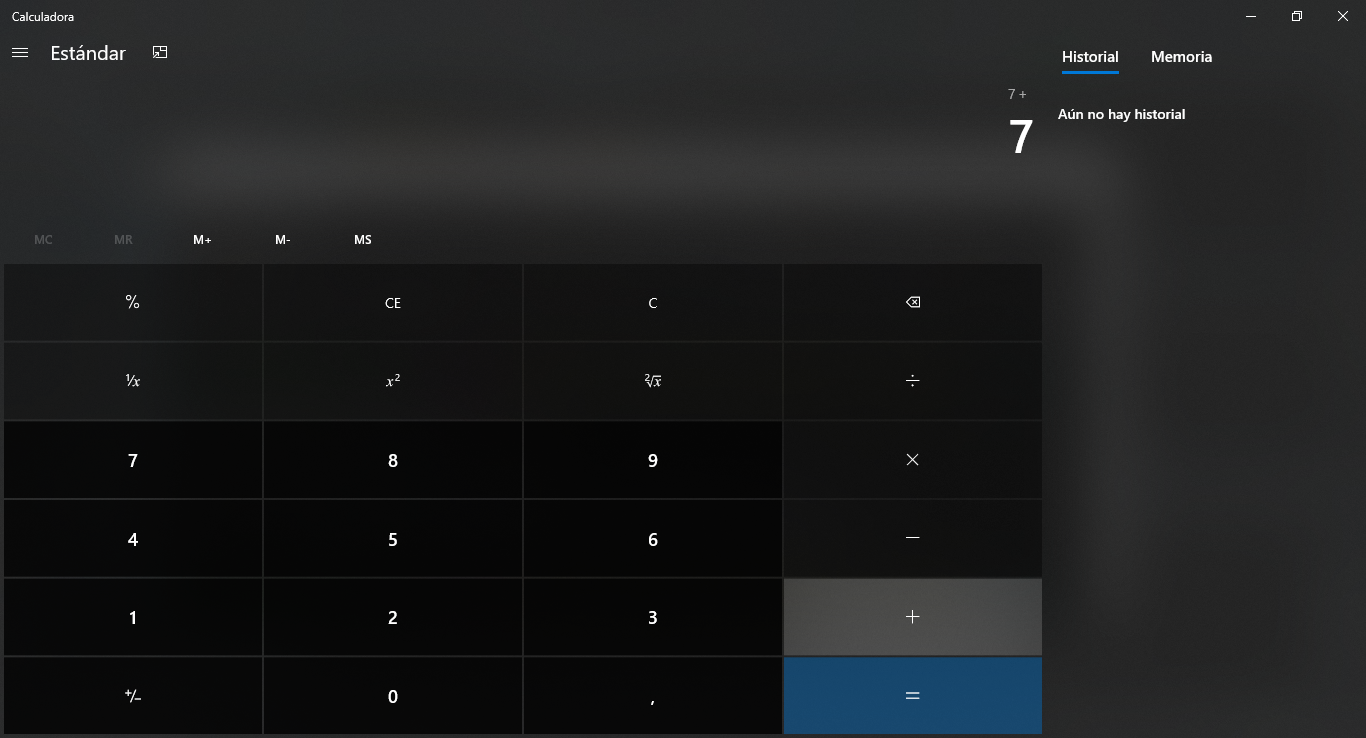 Calculadora
Estándar
Historial Memoria
7 +
7
Aún no hay historial
MC MR M+ M- MS
% CE C
¹/x x² ²√x ÷
7 8 9 ×
4 5 6 −
1 2 3 +
+/− 0 , =